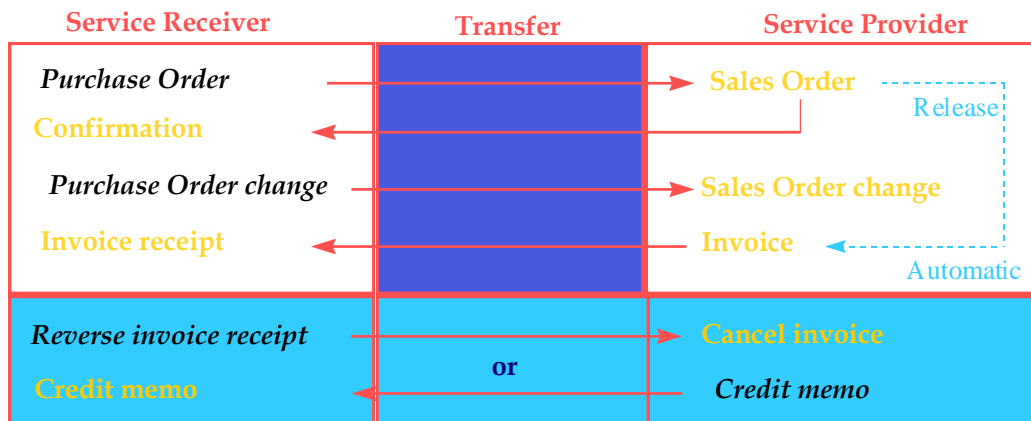 Service Receiver Transfer Service Provider
Purchase Order Sales Order
Release
Confirmation
Purchase Order change Sales Order change
Invoice receipt Invoice
Automatic
Reverse invoice receipt Cancel invoice
or
Credit memo Credit memo